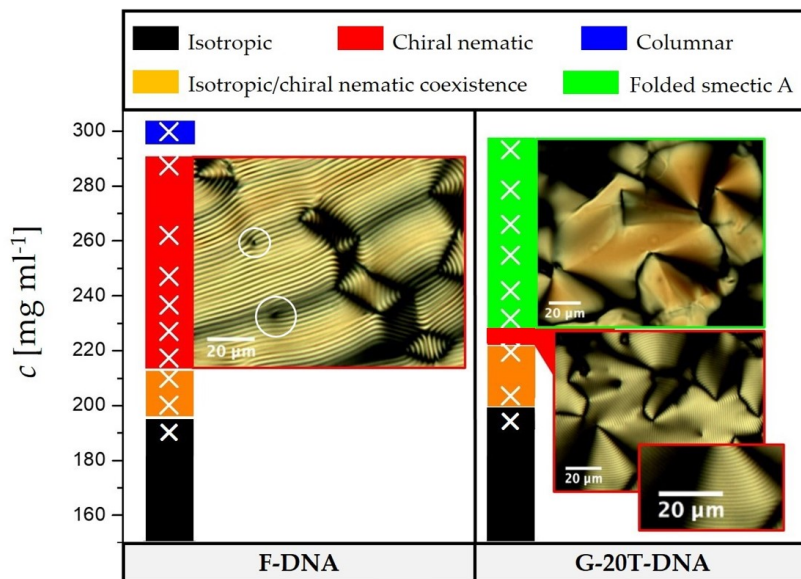 Isotropic Chiral nematic Columnar
Isotropic/chiral nematic coexistence Folded smectic A
c [mg ml⁻¹]
300
280
260
240
220
200
180
160
20 μm
20 μm
20 μm
20 μm
F-DNA G-20T-DNA